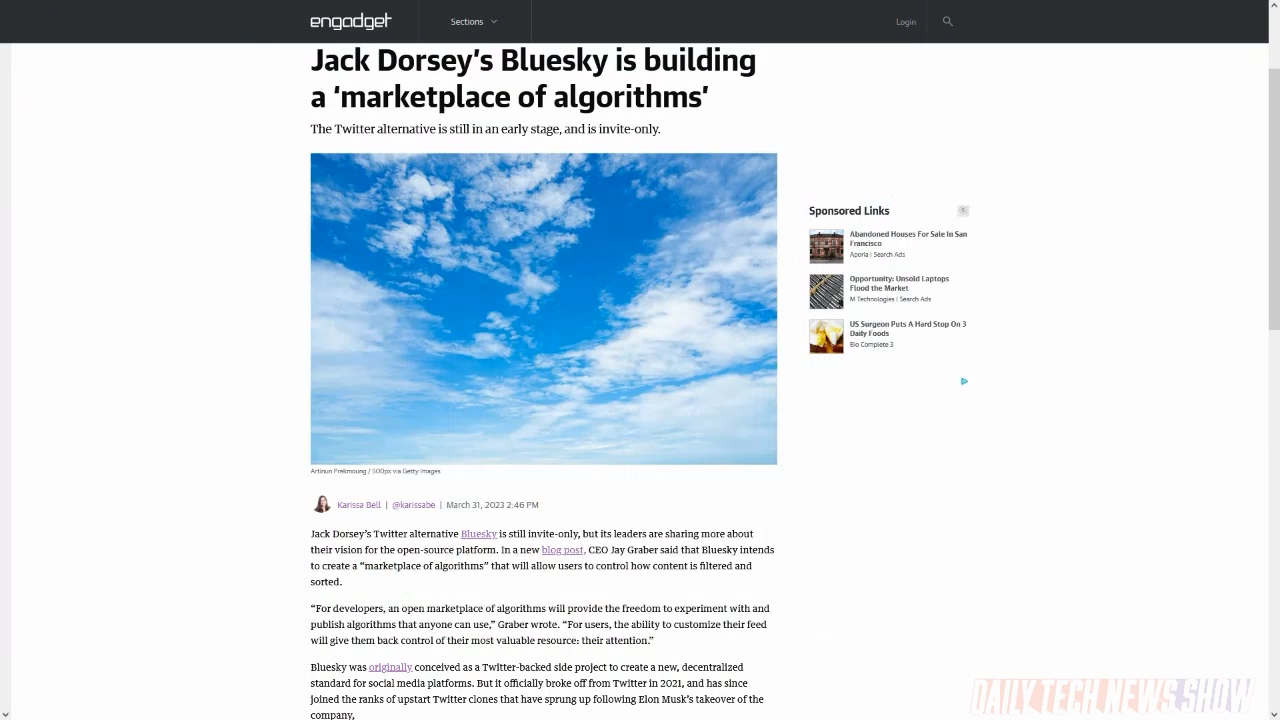 engadget
Sections
Login
Jack Dorsey’s Bluesky is building
a ‘marketplace of algorithms’
The Twitter alternative is still in an early stage, and is invite-only.
Artinun Prekmoung / 500px via Getty Images
Karissa Bell | @karissabe | March 31, 2023 2:46 PM
Jack Dorsey’s Twitter alternative Bluesky is still invite-only, but its leaders are sharing more about
their vision for the open-source platform. In a new blog post, CEO Jay Graber said that Bluesky intends
to create a “marketplace of algorithms” that will allow users to control how content is filtered and
sorted.
“For developers, an open marketplace of algorithms will provide the freedom to experiment with and
publish algorithms that anyone can use,” Graber wrote. “For users, the ability to customize their feed
will give them back control of their most valuable resource: their attention.”
Bluesky was originally conceived as a Twitter-backed side project to create a new, decentralized
standard for social media platforms. But it officially broke off from Twitter in 2021, and has since
joined the ranks of upstart Twitter clones that have sprung up following Elon Musk’s takeover of the
company,
Sponsored Links
Abandoned Houses For Sale In San
Francisco
Aporia | Search Ads
Opportunity: Unsold Laptops
Flood the Market
M Technologies | Search Ads
US Surgeon Puts A Hard Stop On 3
Daily Foods
Bio Complete 3
DAILY TECH NEWS SHOW